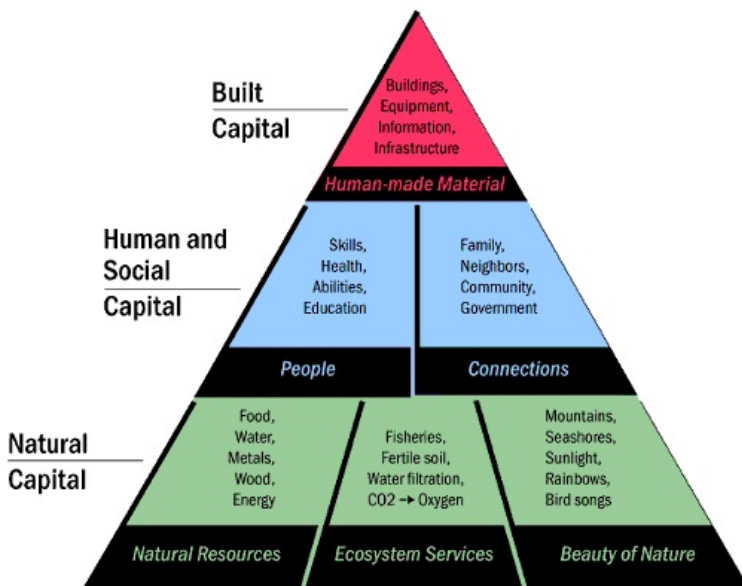 Built
Capital
Buildings,
Equipment,
Information,
Infrastructure
Human-made Material
Human and
Social
Capital
Skills,
Health,
Abilities,
Education
People
Family,
Neighbors,
Community,
Government
Connections
Natural
Capital
Food,
Water,
Metals,
Wood,
Energy
Natural Resources
Fisheries,
Fertile soil,
Water filtration,
CO2 → Oxygen
Ecosystem Services
Mountains,
Seashores,
Sunlight,
Rainbows,
Bird songs
Beauty of Nature